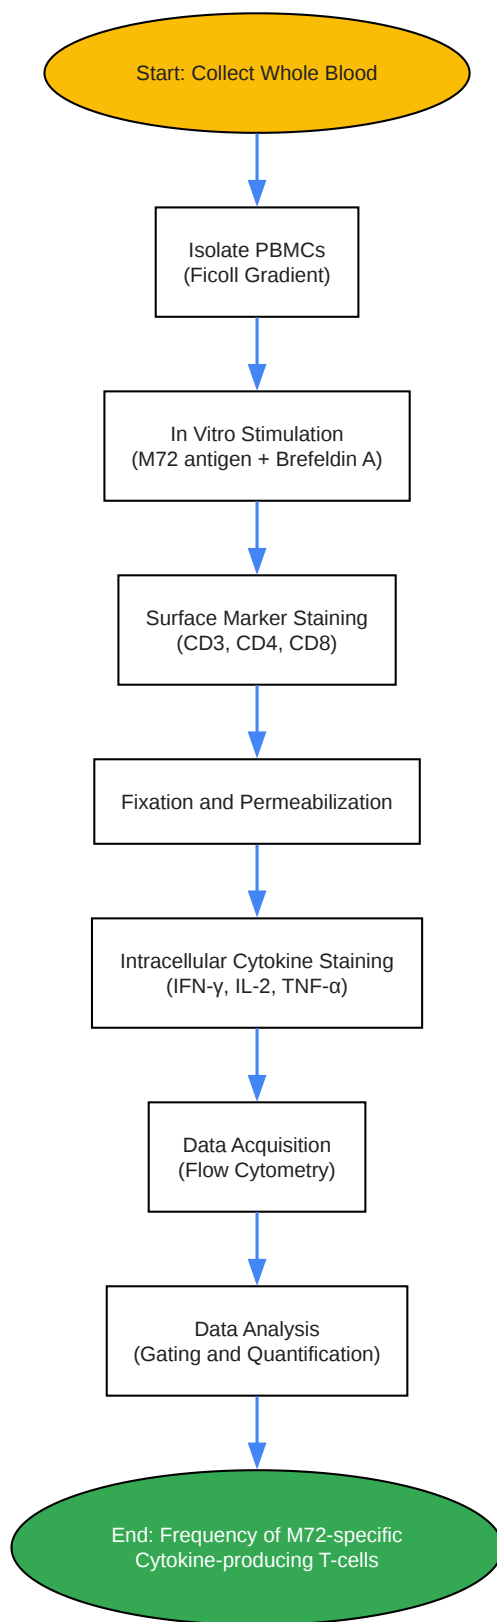 Start: Collect Whole Blood
Isolate PBMCs
(Ficoll Gradient)
In Vitro Stimulation
(M72 antigen + Brefeldin A)
Surface Marker Staining
(CD3, CD4, CD8)
Fixation and Permeabilization
Intracellular Cytokine Staining
(IFN-γ, IL-2, TNF-α)
Data Acquisition
(Flow Cytometry)
Data Analysis
(Gating and Quantification)
End: Frequency of M72-specific
Cytokine-producing T-cells